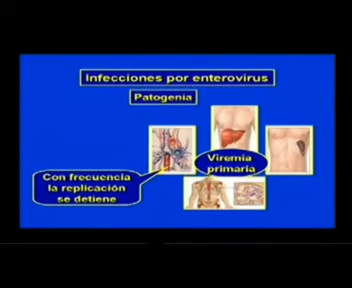 Infecciones por enterovirus
Patogenia
Viremia
primaria
Con frecuencia
la replicación
se detiene